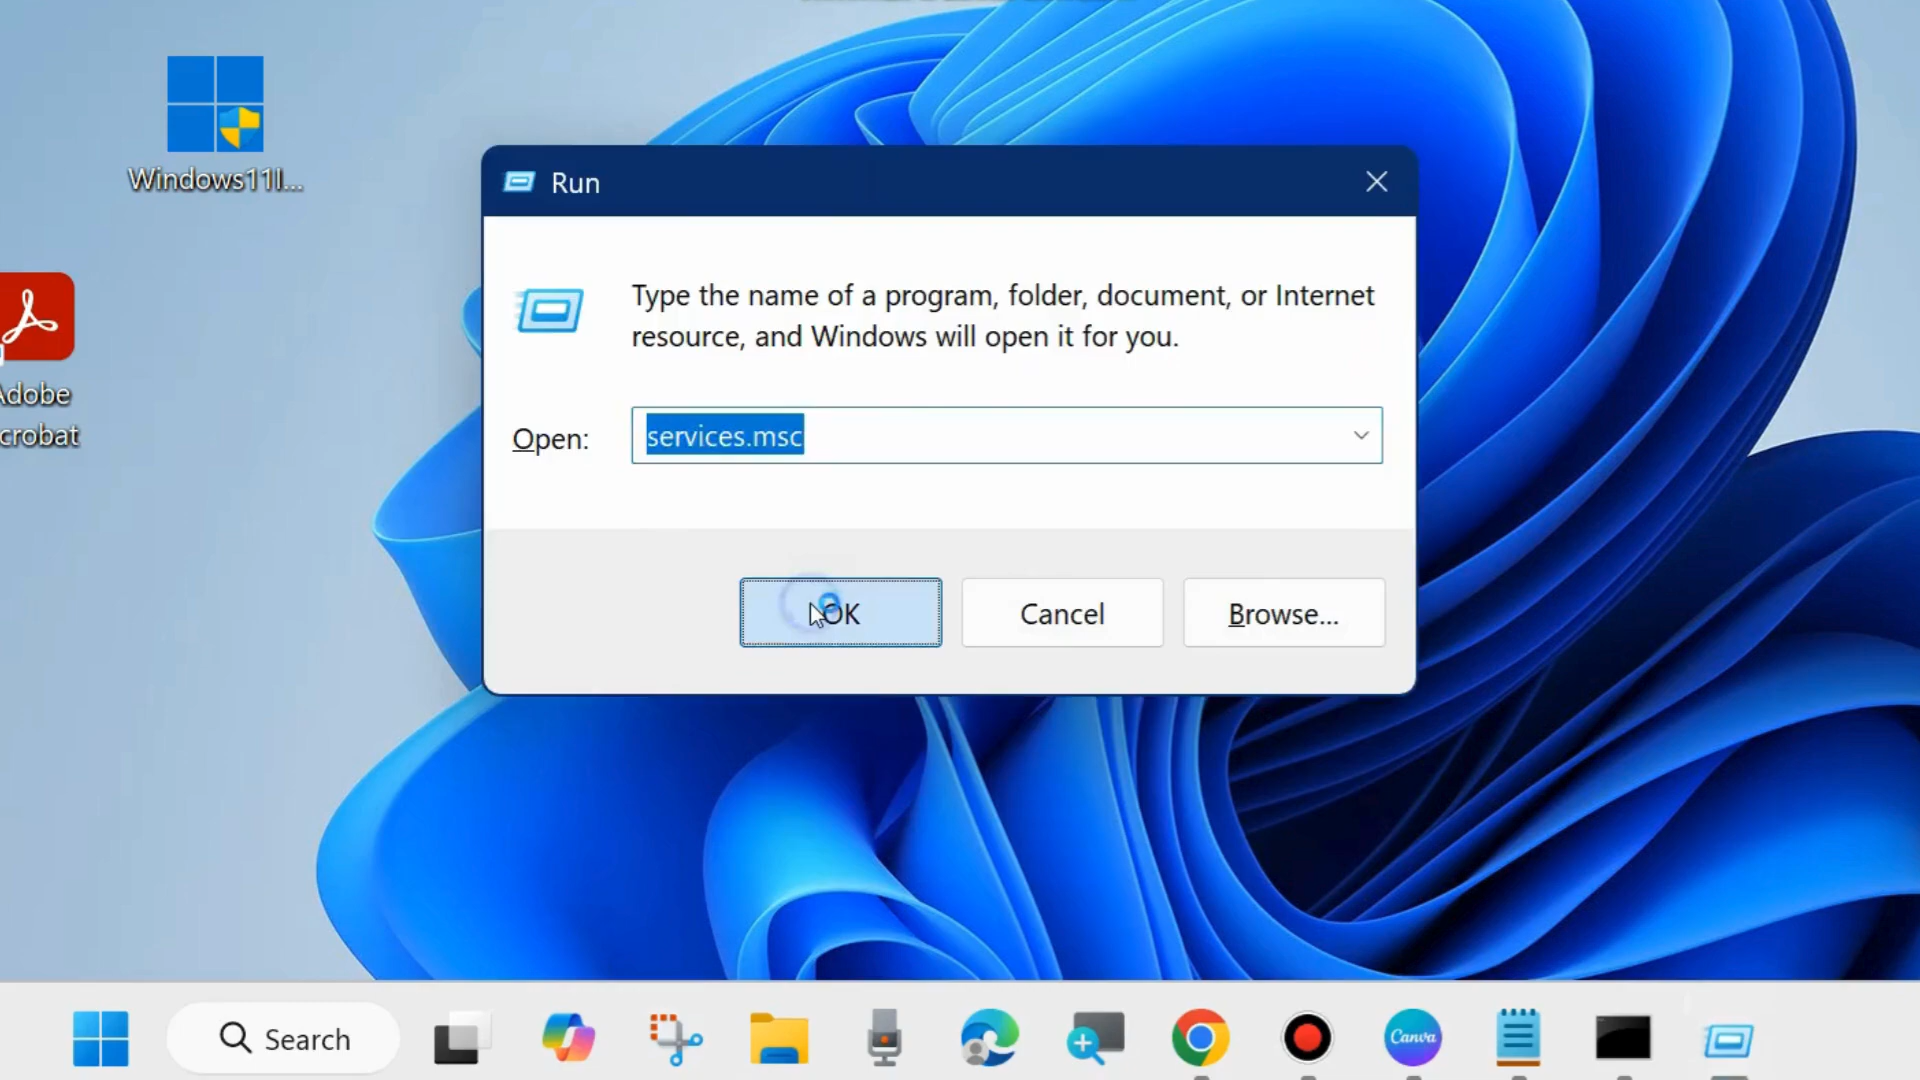 Windows11I...
Adobe
crobat
Run
Type the name of a program, folder, document, or Internet
resource, and Windows will open it for you.
Open:
services.msc
OK
Cancel
Browse...
Search
Canva